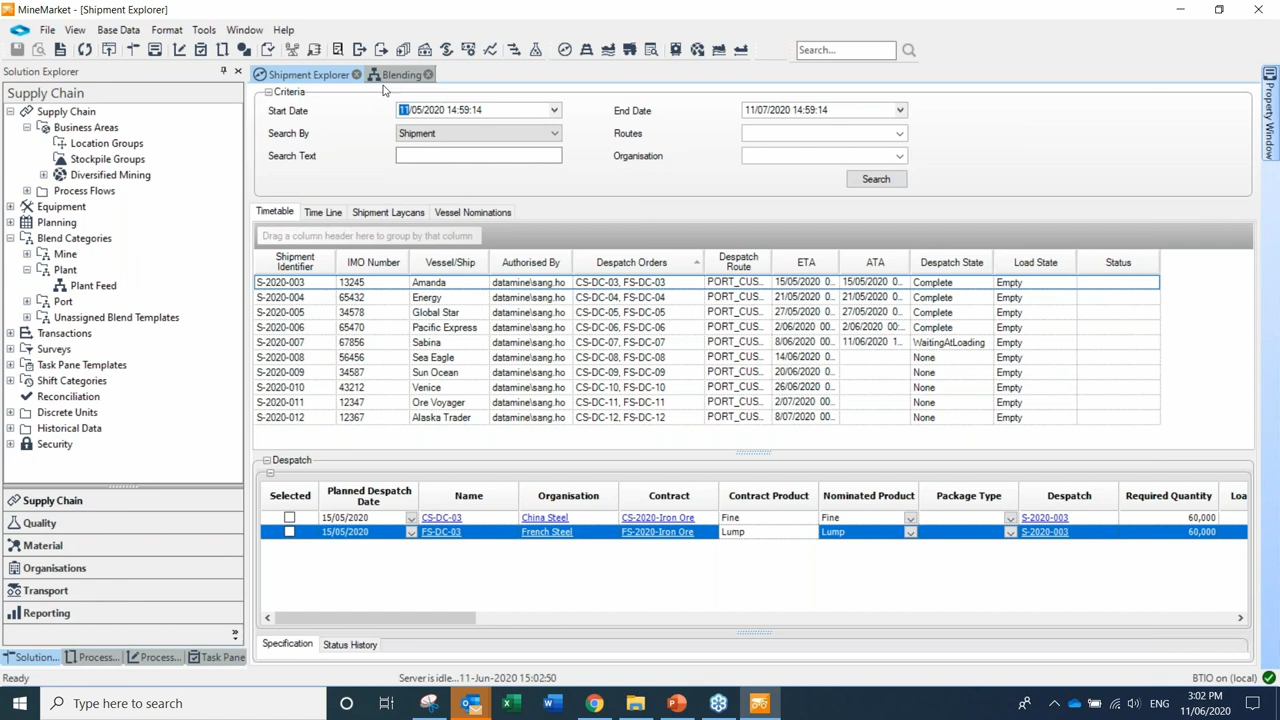 MineMarket - [Shipment Explorer]
File View Base Data Format Tools Window Help
Search...
Solution Explorer
Shipment Explorer Blending
Supply Chain
Criteria
Start Date 11/05/2020 14:59:14 End Date 11/07/2020 14:59:14
Search By Shipment Routes
Search Text Organisation
Search
Supply Chain
Business Areas
Location Groups
Stockpile Groups
Diversified Mining
Process Flows
Equipment
Planning
Blend Categories
Mine
Plant
Plant Feed
Port
Unassigned Blend Templates
Transactions
Surveys
Task Pane Templates
Shift Categories
Reconciliation
Discrete Units
Historical Data
Security
Supply Chain
Quality
Material
Organisations
Transport
Reporting
Solution... Process... Process... Task Pane
Timetable Time Line Shipment Laycans Vessel Nominations
Drag a column header here to group by that column
Shipment Identifier IMO Number Vessel/Ship Authorised By Despatch Orders Despatch Route ETA ATA Despatch State Load State Status
S-2020-003 13245 Amanda datamine\sang.ho CS-DC-03, FS-DC-03 PORT_CUS... 15/05/2020 0... 15/05/2020 0... Complete Empty
S-2020-004 65432 Energy datamine\sang.ho CS-DC-04, FS-DC-04 PORT_CUS... 21/05/2020 0... 21/05/2020 0... Complete Empty
S-2020-005 34578 Global Star datamine\sang.ho CS-DC-05, FS-DC-05 PORT_CUS... 27/05/2020 0... 27/05/2020 0... Complete Empty
S-2020-006 65470 Pacific Express datamine\sang.ho CS-DC-06, FS-DC-06 PORT_CUS... 2/06/2020 00... 2/06/2020 00:... Complete Empty
S-2020-007 67856 Sabina datamine\sang.ho CS-DC-07, FS-DC-07 PORT_CUS... 8/06/2020 00... 11/06/2020 1... WaitingAtLoading Empty
S-2020-008 56456 Sea Eagle datamine\sang.ho CS-DC-08, FS-DC-08 PORT_CUS... 14/06/2020 0... None Empty
S-2020-009 34587 Sun Ocean datamine\sang.ho CS-DC-09, FS-DC-09 PORT_CUS... 20/06/2020 0... None Empty
S-2020-010 43212 Venice datamine\sang.ho CS-DC-10, FS-DC-10 PORT_CUS... 26/06/2020 0... None Empty
S-2020-011 12347 Ore Voyager datamine\sang.ho CS-DC-11, FS-DC-11 PORT_CUS... 2/07/2020 00... None Empty
S-2020-012 12367 Alaska Trader datamine\sang.ho CS-DC-12, FS-DC-12 PORT_CUS... 8/07/2020 00... None Empty
Despatch
Selected Planned Despatch Date Name Organisation Contract Contract Product Nominated Product Package Type Despatch Required Quantity Loa
15/05/2020 CS-DC-03 China Steel CS-2020-Iron Ore Fine Fine S-2020-003 60,000
15/05/2020 FS-DC-03 French Steel FS-2020-Iron Ore Lump Lump S-2020-003 60,000
Specification Status History
Property Window
Ready Server is idle...11-Jun-2020 15:02:50 BTIO on (local)
Type here to search
ENG 3:02 PM
11/06/2020